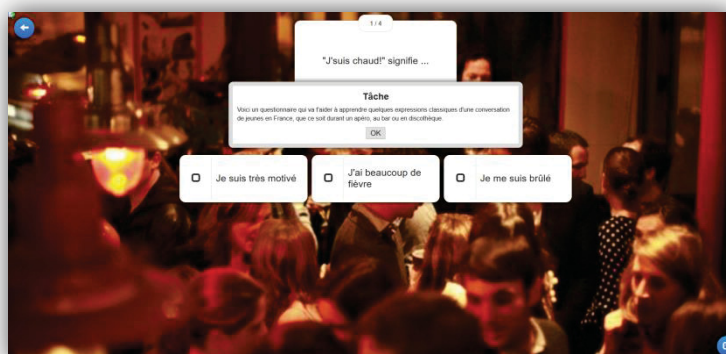 1 / 4
"J'suis chaud!" signifie ...
Tâche
Voici un questionnaire qui va t'aider à apprendre quelques expressions classiques d'une conversation
de jeunes en France, que ce soit durant un apéro, au bar ou en discothèque .
OK
Je suis très motivé
J'ai beaucoup de
fièvre
Je me suis brûlé